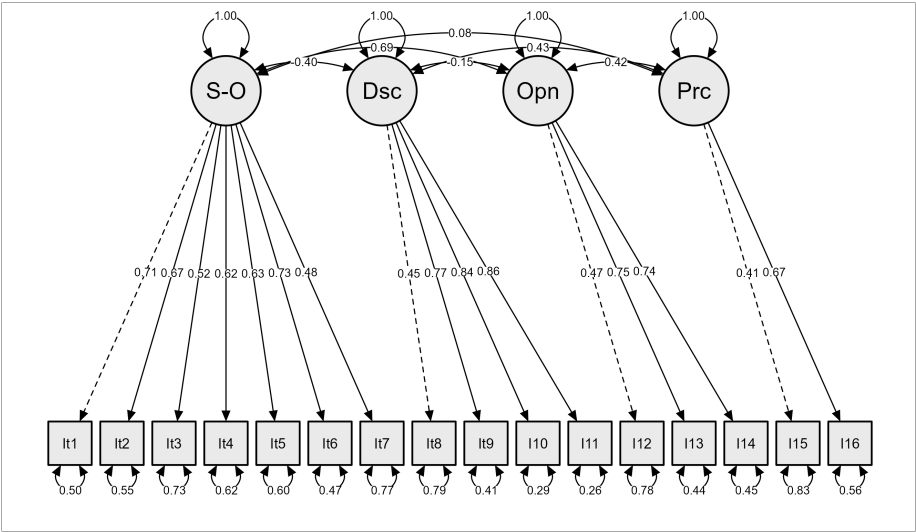 1.00 1.00 1.00 1.00
0.08
0.69 0.43
-0.40 -0.15 0.42
S-O Dsc Opn Prc
0.71 0.67 0.52 0.62 0.63 0.73 0.48 0.45 0.77 0.84 0.86 0.47 0.75 0.74 0.41 0.67
It1 It2 It3 It4 It5 It6 It7 It8 It9 I10 I11 I12 I13 I14 I15 I16
0.50 0.55 0.73 0.62 0.60 0.47 0.77 0.79 0.41 0.29 0.26 0.78 0.44 0.45 0.83 0.56